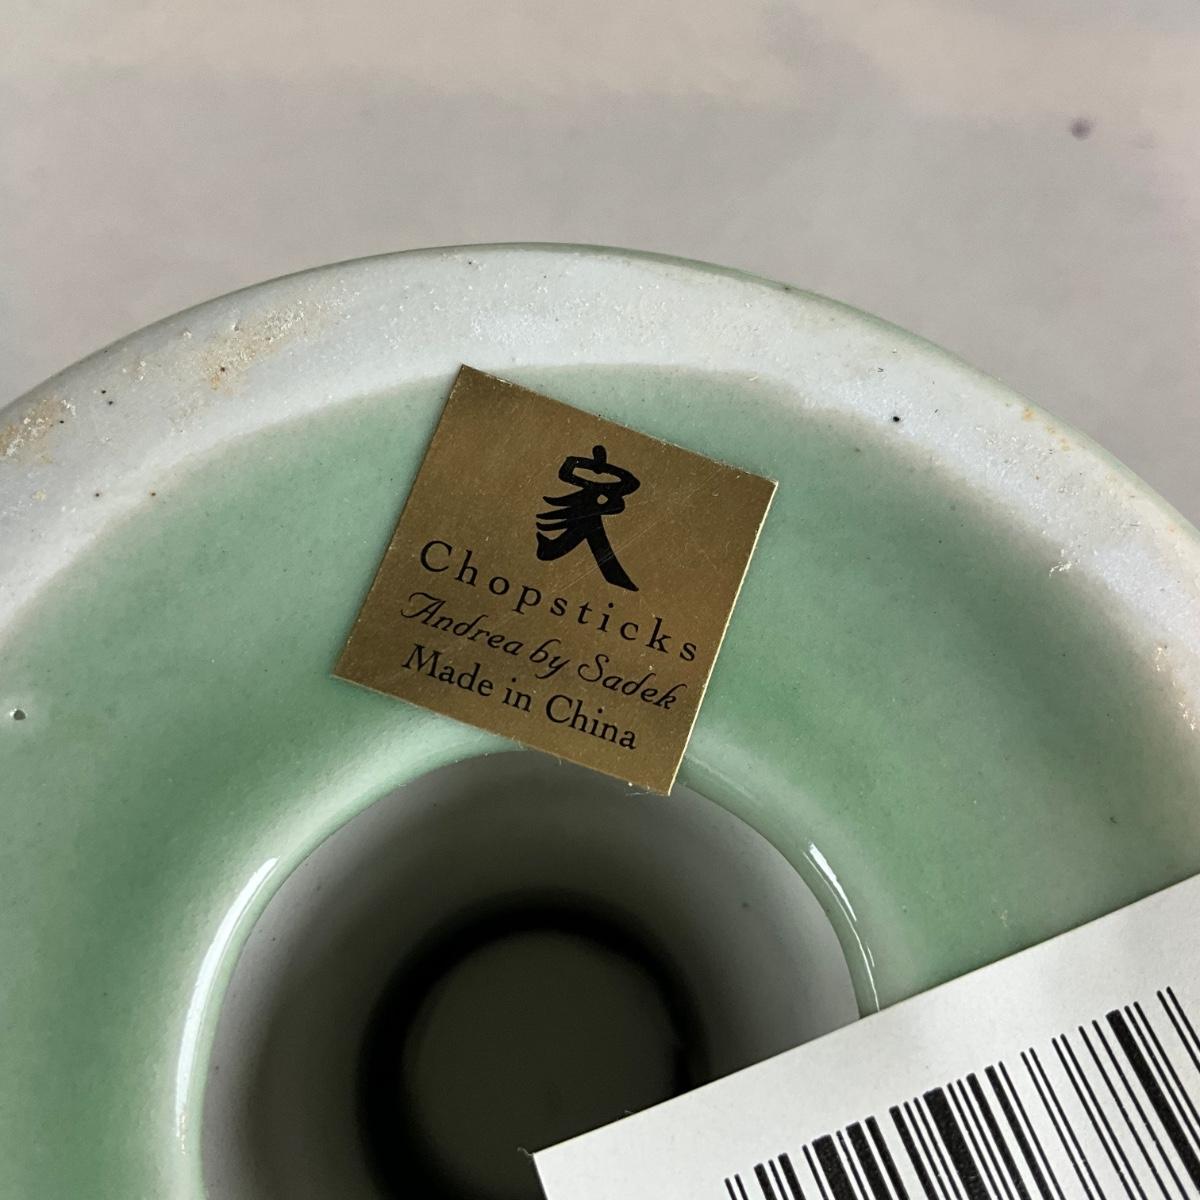 家
Chopsticks
Andrea by Sadek
Made in China